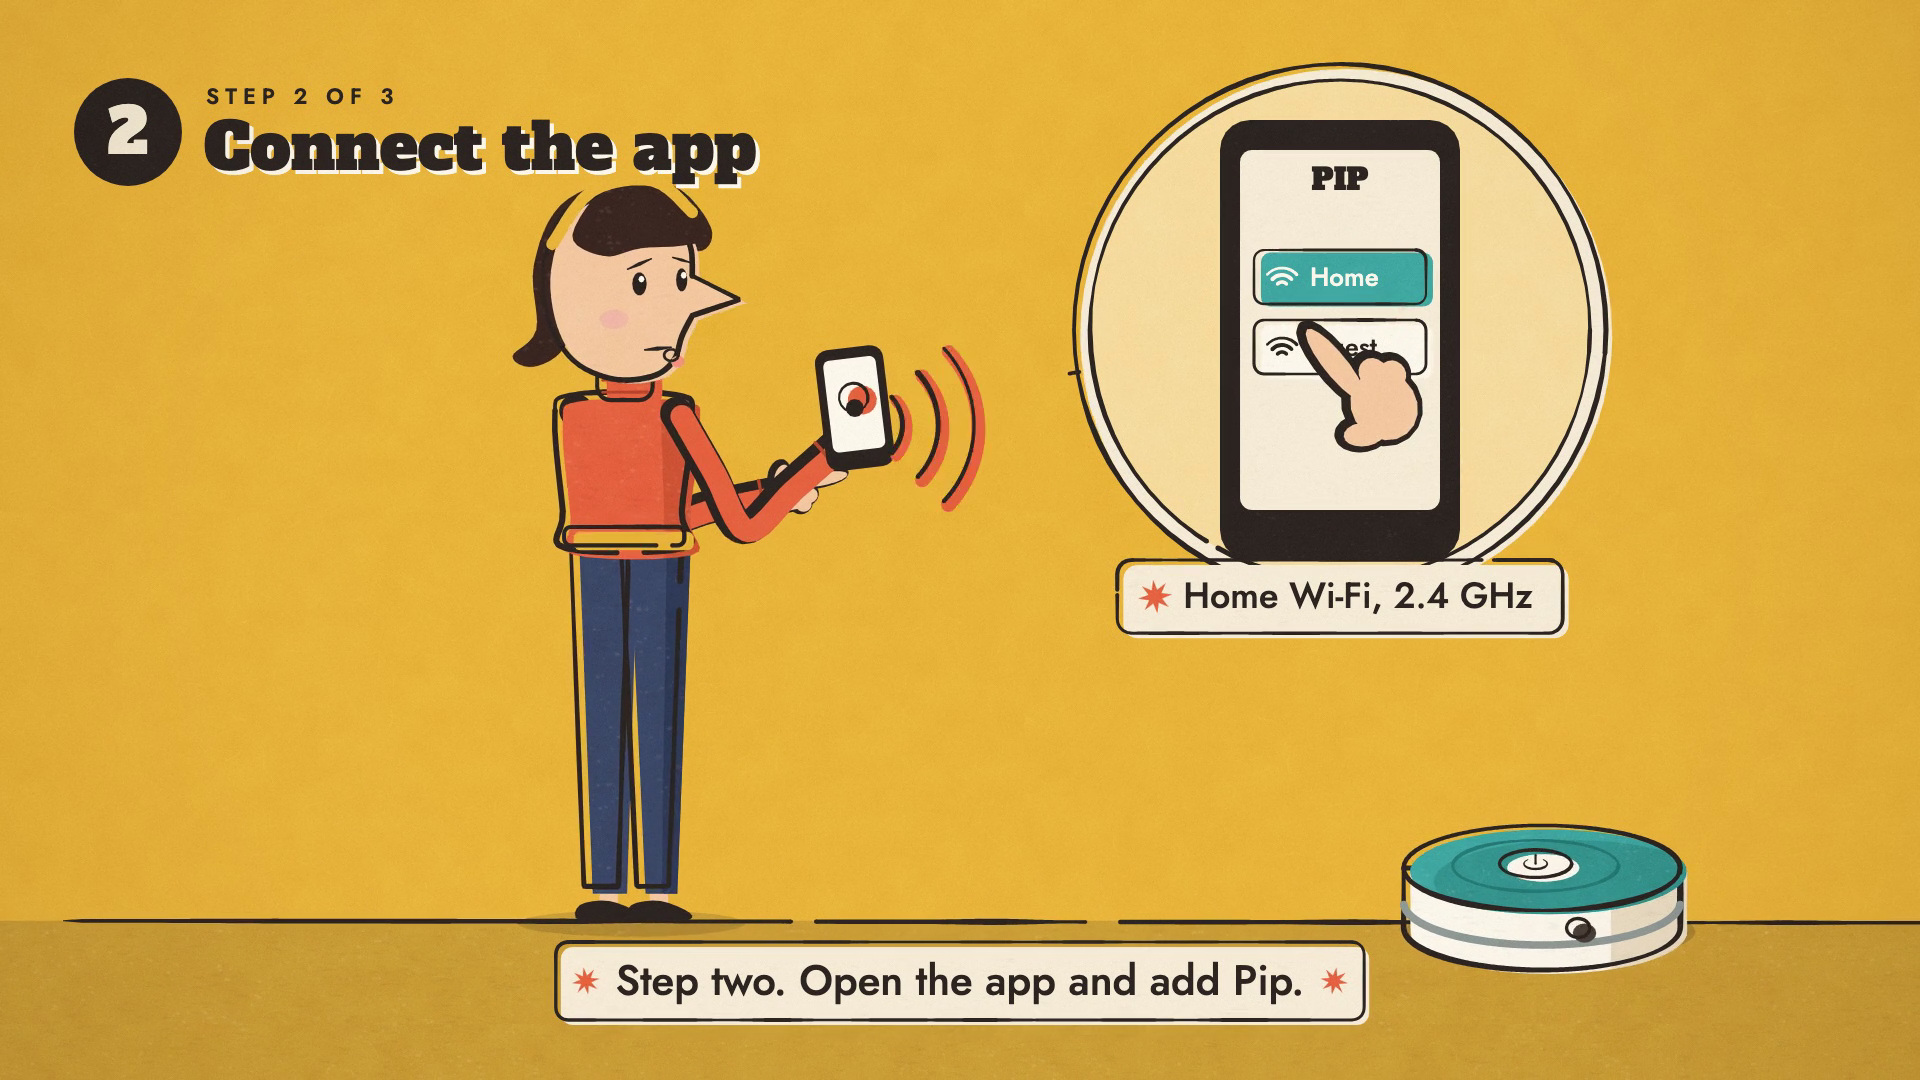 2
STEP 2 OF 3
Connect the app
PIP
Home
Home Wi-Fi, 2.4 GHz
Step two. Open the app and add Pip.